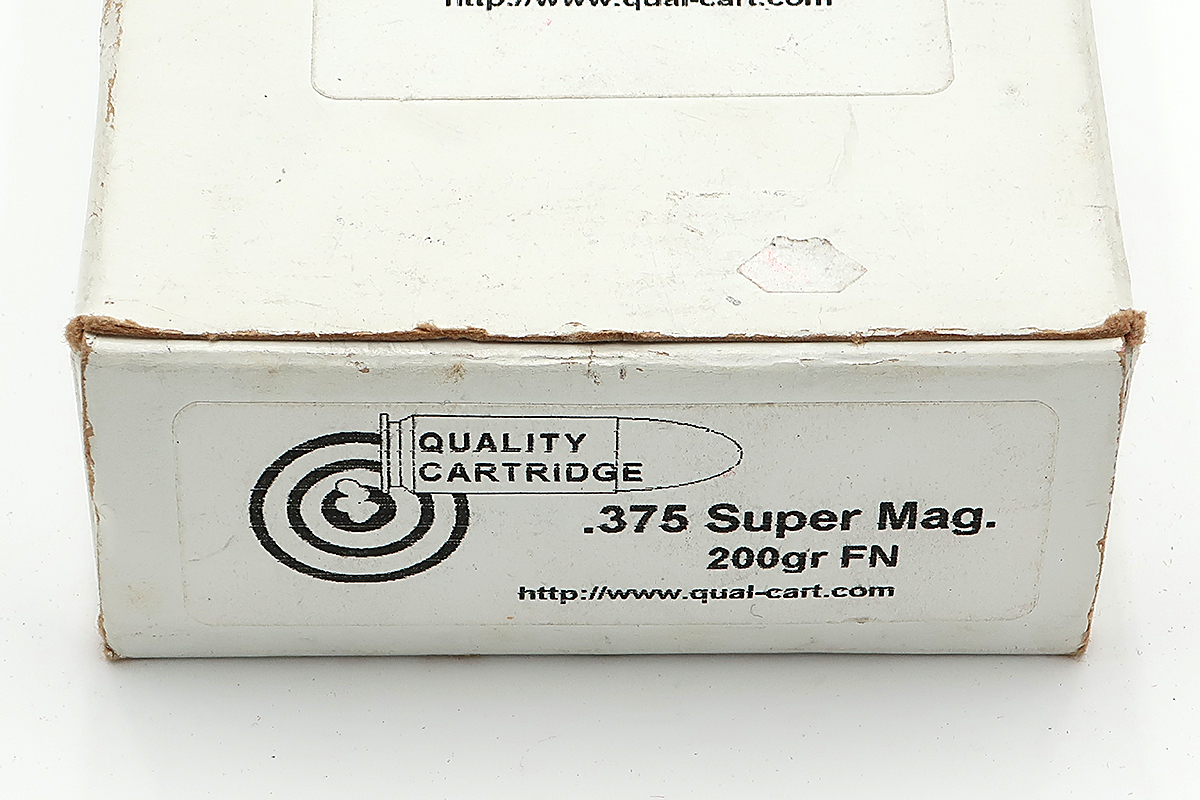 http://www.qual-cart.com
QUALITY
CARTRIDGE
.375 Super Mag.
200gr FN
http://www.qual-cart.com